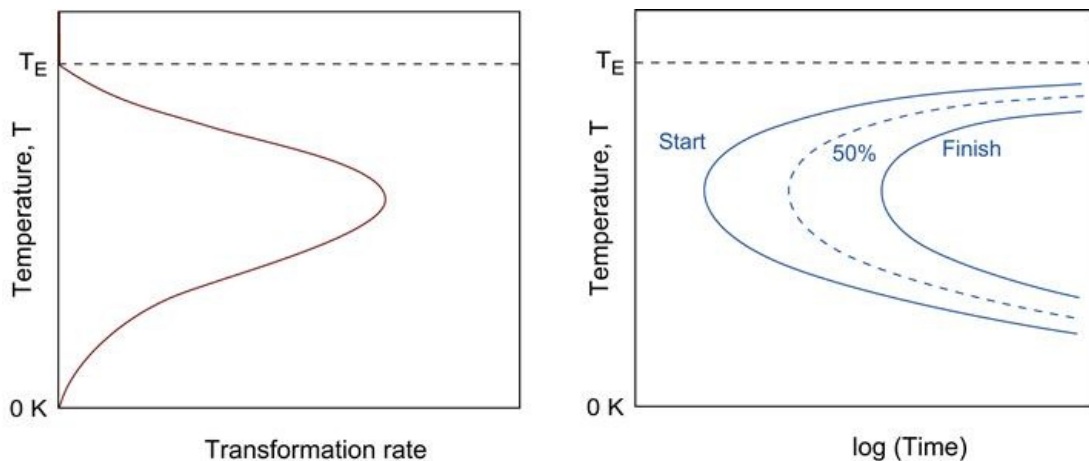 T_E
Temperature, T
0 K
Transformation rate
T_E
Start
50%
Finish
Temperature, T
0 K
log (Time)